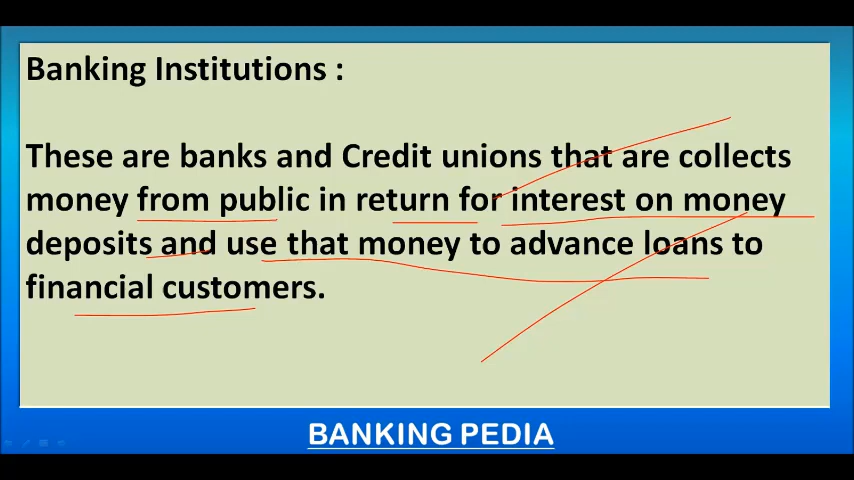 Banking Institutions :
These are banks and Credit unions that are collects
money from public in return for interest on money
deposits and use that money to advance loans to
financial customers.
BANKING PEDIA